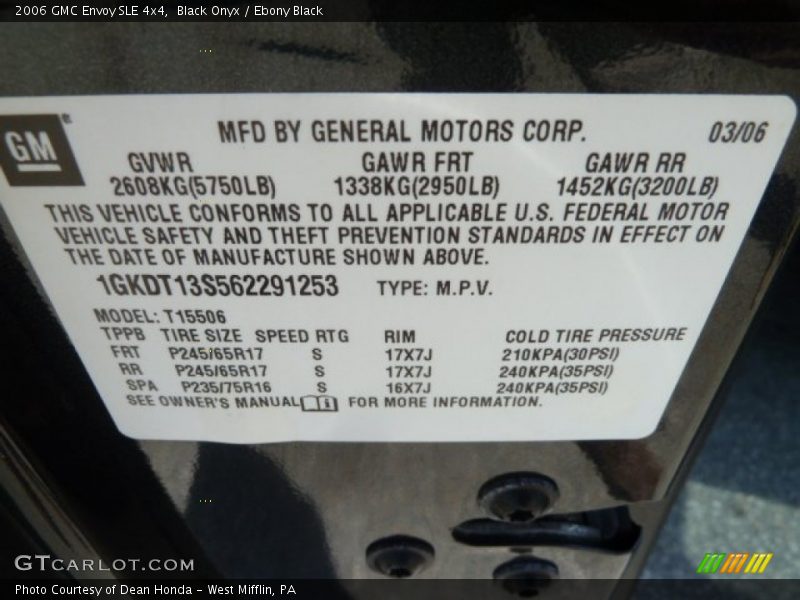 2006 GMC Envoy SLE 4x4,  Black Onyx / Ebony Black
GM
®
MFD BY GENERAL MOTORS CORP. 03/06
GVWR GAWR FRT GAWR RR
2608KG(5750LB) 1338KG(2950LB) 1452KG(3200LB)
THIS VEHICLE CONFORMS TO ALL APPLICABLE U.S. FEDERAL MOTOR
VEHICLE SAFETY AND THEFT PREVENTION STANDARDS IN EFFECT ON
THE DATE OF MANUFACTURE SHOWN ABOVE.
1GKDT13S562291253 TYPE: M.P.V.
MODEL: T15506
TPPB TIRE SIZE SPEED RTG RIM COLD TIRE PRESSURE
FRT P245/65R17 S 17X7J 210KPA(30PSI)
RR P245/65R17 S 17X7J 240KPA(35PSI)
SPA P235/75R16 S 16X7J 240KPA(35PSI)
SEE OWNER'S MANUAL FOR MORE INFORMATION.
GTCARLOT.COM
Photo Courtesy of Dean Honda - West Mifflin, PA